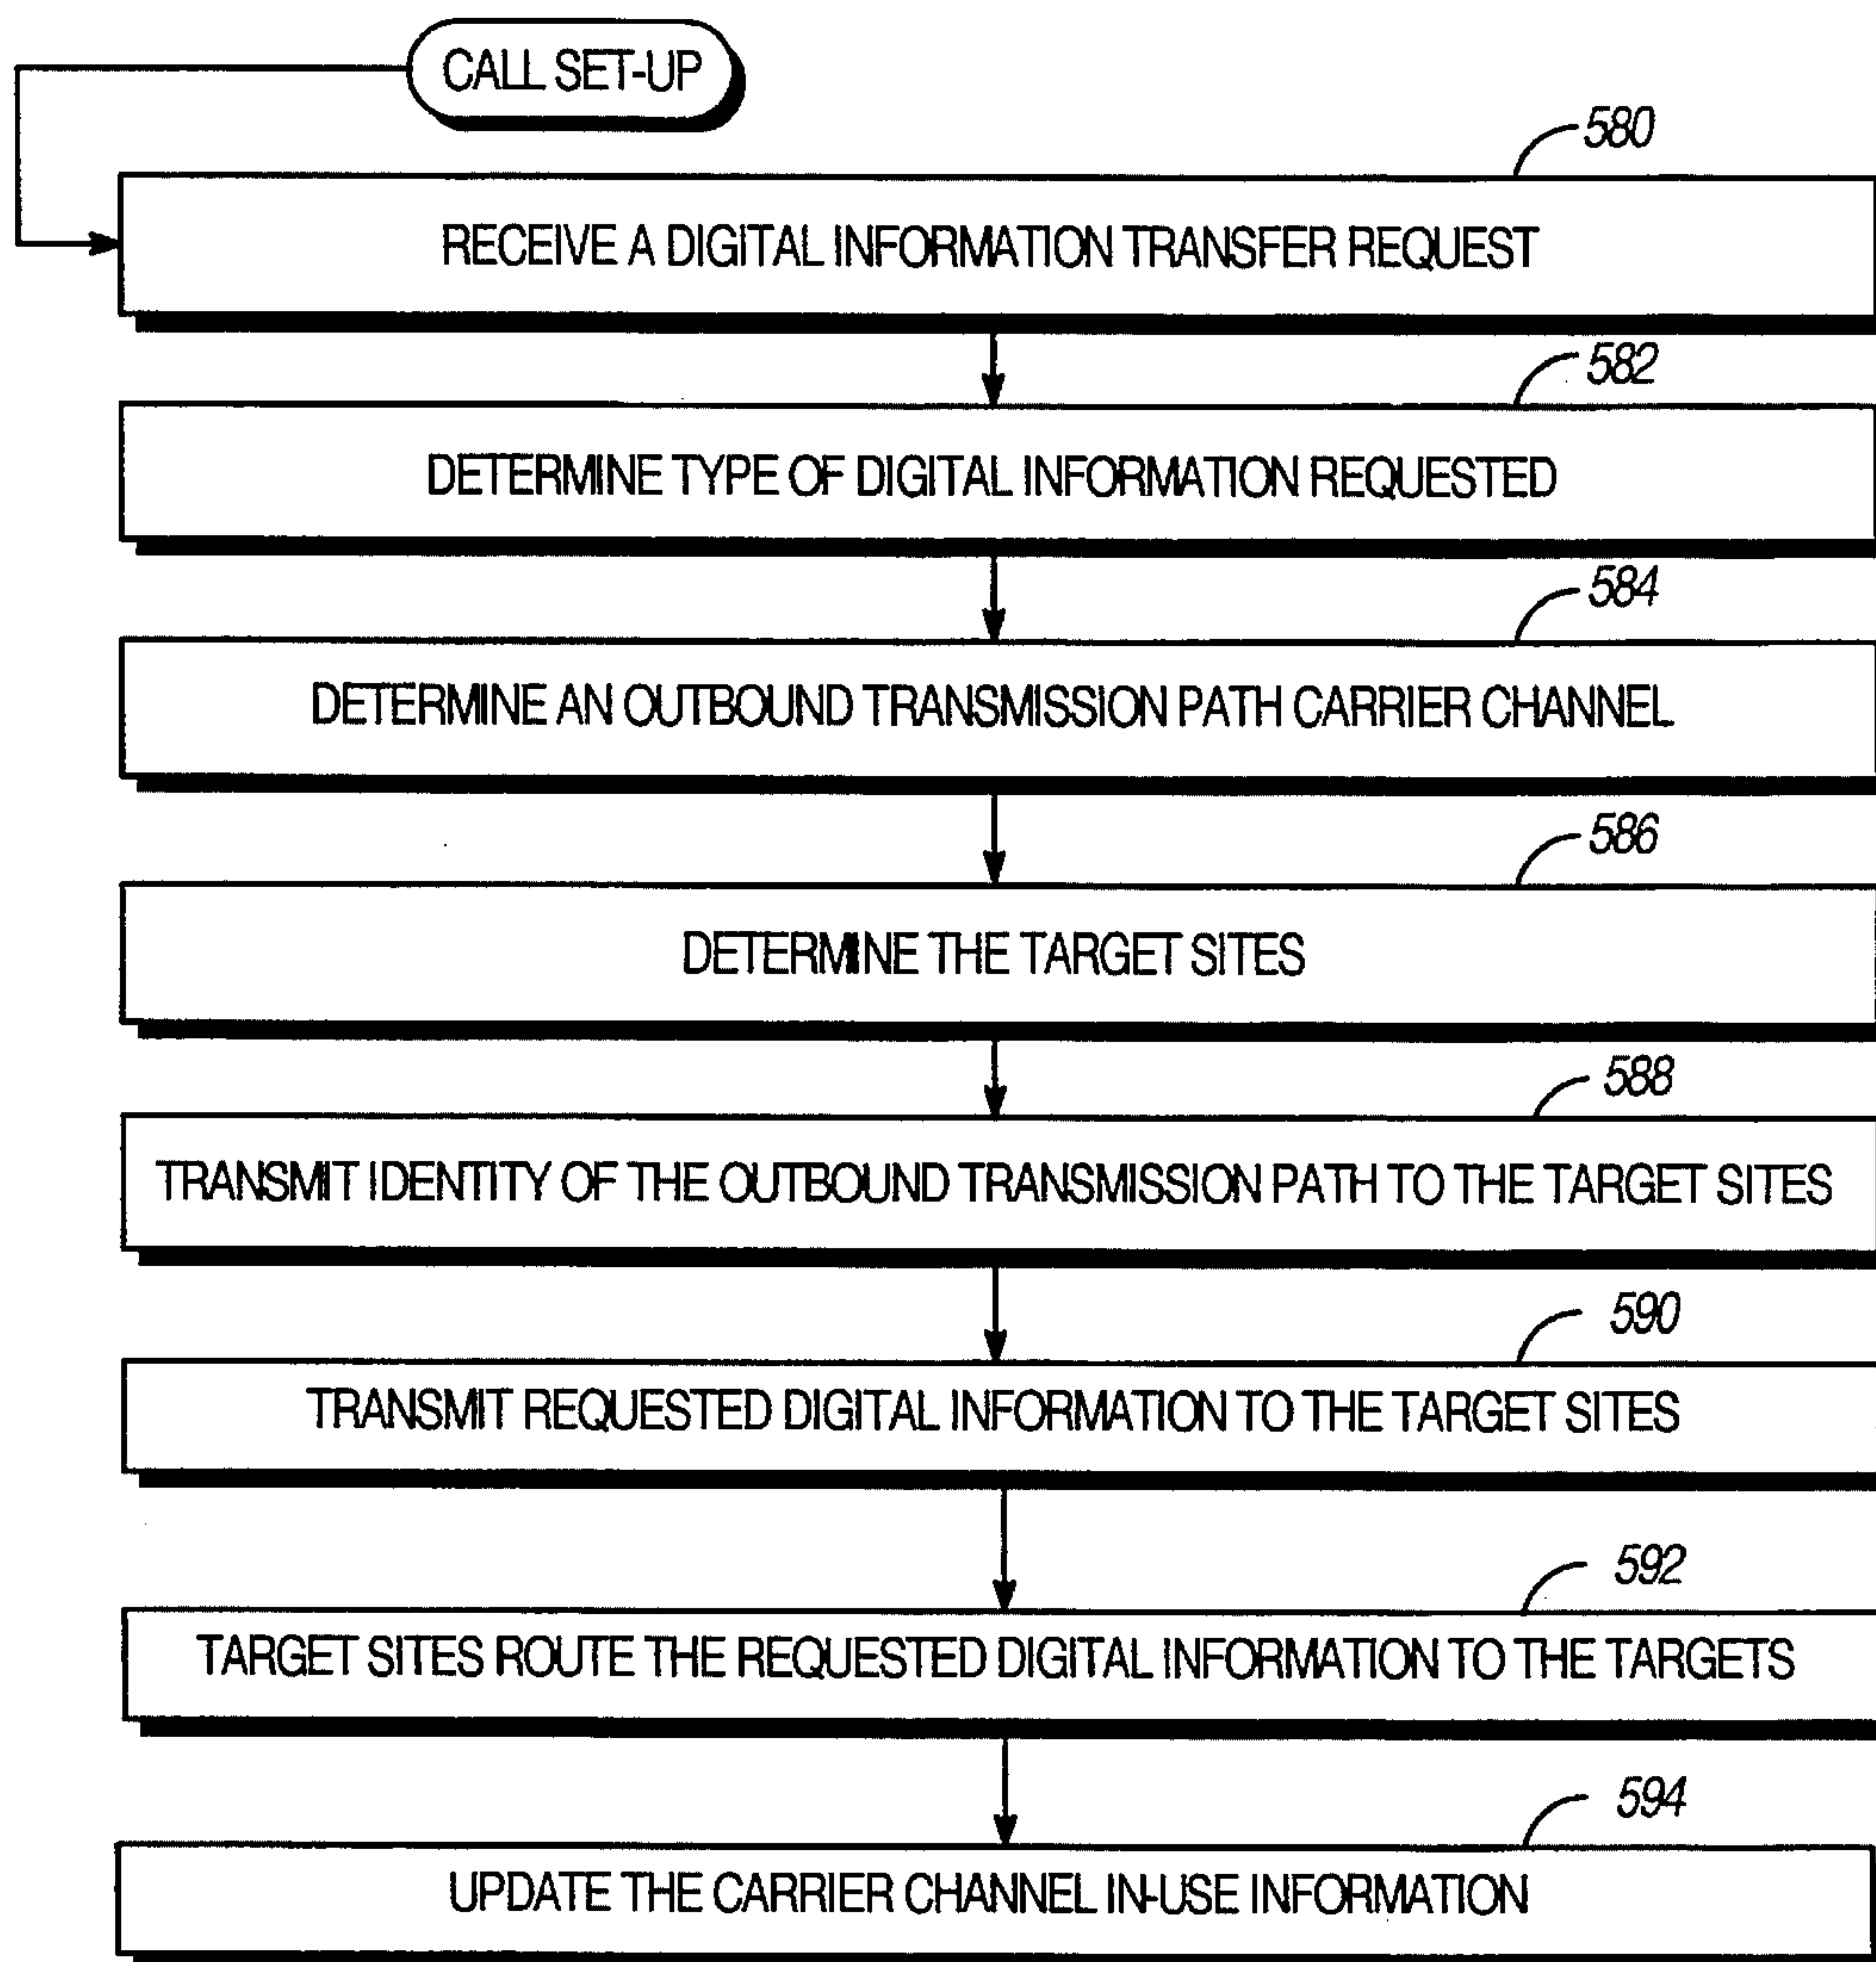 CALL SET-UP
580
RECEIVE A DIGITAL INFORMATION TRANSFER REQUEST
582
DETERMINE TYPE OF DIGITAL INFORMATION REQUESTED
584
DETERMINE AN OUTBOUND TRANSMISSION PATH CARRIER CHANNEL
586
DETERMINE THE TARGET SITES
588
TRANSMIT IDENTITY OF THE OUTBOUND TRANSMISSION PATH TO THE TARGET SITES
590
TRANSMIT REQUESTED DIGITAL INFORMATION TO THE TARGET SITES
592
TARGET SITES ROUTE THE REQUESTED DIGITAL INFORMATION TO THE TARGETS
594
UPDATE THE CARRIER CHANNEL IN-USE INFORMATION